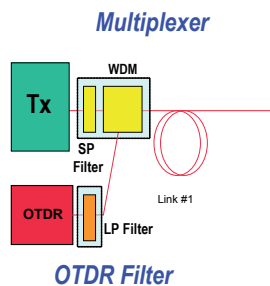 Multiplexer
WDM
Tx
SP
Filter
Link #1
OTDR
LP Filter
OTDR Filter